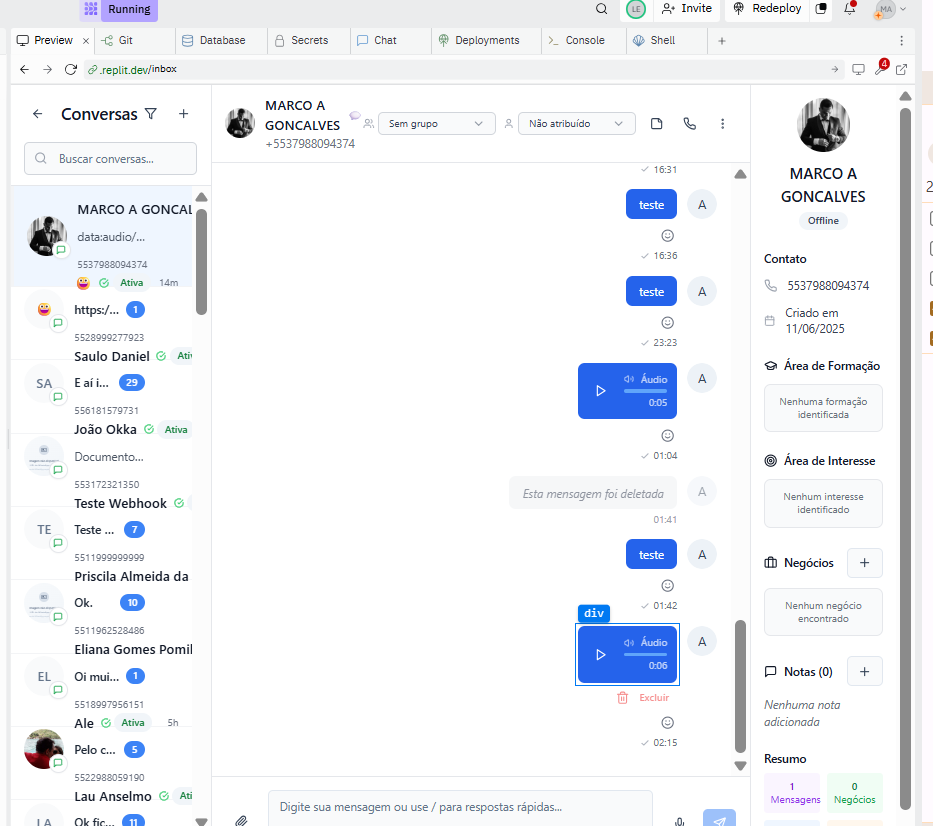 Running
LE
Invite
Redeploy
MA
Preview
Git
Database
Secrets
Chat
Deployments
Console
Shell
.replit.dev/inbox
4
Conversas
Buscar conversas...
MARCO A GONCAL
data:audio/...
5537988094374
Ativa
14m
https:/...
1
5528999277923
Saulo Daniel
Ativ
SA
E aí i...
29
556181579731
João Okka
Ativa
Documento...
553172321350
Teste Webhook
TE
Teste ...
7
5511999999999
Priscila Almeida da
Ok.
10
5511962528486
Eliana Gomes Pomil
EL
Oi mui...
1
5518997956151
Ale
Ativa
5h
Pelo c...
5
5522988059190
Lau Anselmo
Ati
LA
Ok fic...
11
MARCO A
GONCALVES
+5537988094374
Sem grupo
Não atribuído
16:31
teste
A
16:36
teste
A
23:23
Áudio
0:05
A
01:04
Esta mensagem foi deletada
A
01:41
teste
A
01:42
div
Áudio
0:06
A
Excluir
02:15
Digite sua mensagem ou use / para respostas rápidas...
MARCO A
GONCALVES
Offline
Contato
5537988094374
Criado em
11/06/2025
Área de Formação
Nenhuma formação
identificada
Área de Interesse
Nenhum interesse
identificado
Negócios
Nenhum negócio
encontrado
Notas (0)
Nenhuma nota
adicionada
Resumo
1
Mensagens
0
Negócios
2